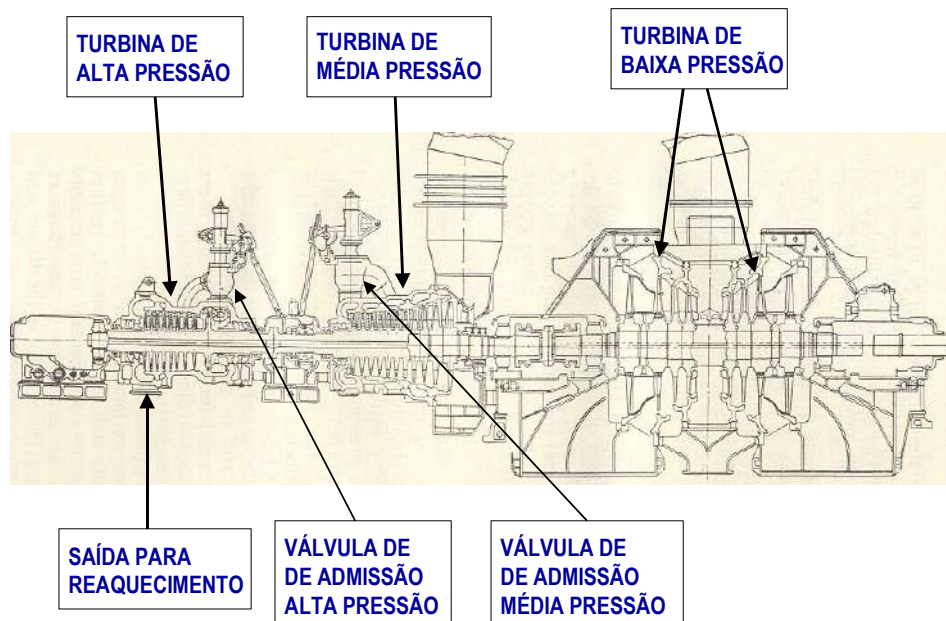 TURBINA DE
ALTA PRESSÃO
TURBINA DE
MÉDIA PRESSÃO
TURBINA DE
BAIXA PRESSÃO
SAÍDA PARA
REAQUECIMENTO
VÁLVULA DE
DE ADMISSÃO
ALTA PRESSÃO
VÁLVULA DE
DE ADMISSÃO
MÉDIA PRESSÃO